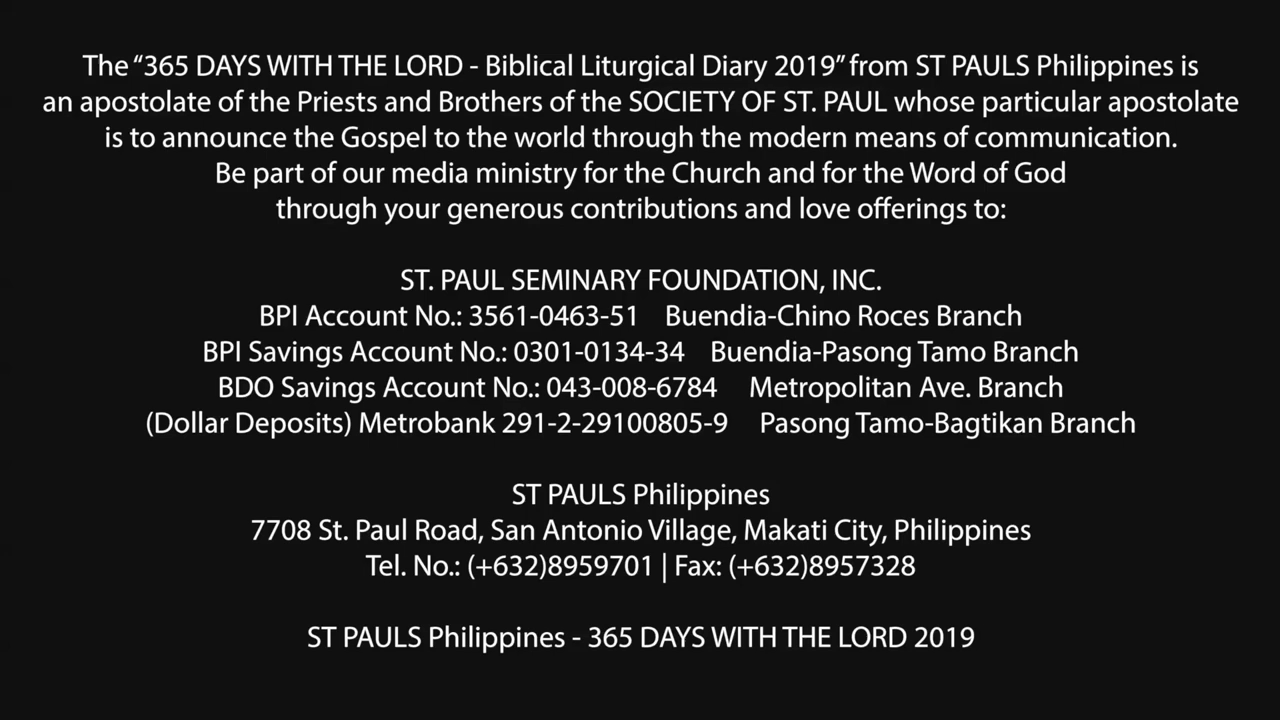 The “365 DAYS WITH THE LORD - Biblical Liturgical Diary 2019” from ST PAULS Philippines is
an apostolate of the Priests and Brothers of the SOCIETY OF ST. PAUL whose particular apostolate
is to announce the Gospel to the world through the modern means of communication.
Be part of our media ministry for the Church and for the Word of God
through your generous contributions and love offerings to:
ST. PAUL SEMINARY FOUNDATION, INC.
BPI Account No.: 3561-0463-51 Buendia-Chino Roces Branch
BPI Savings Account No.: 0301-0134-34 Buendia-Pasong Tamo Branch
BDO Savings Account No.: 043-008-6784 Metropolitan Ave. Branch
(Dollar Deposits) Metrobank 291-2-29100805-9 Pasong Tamo-Bagtikan Branch
ST PAULS Philippines
7708 St. Paul Road, San Antonio Village, Makati City, Philippines
Tel. No.: (+632)8959701 | Fax: (+632)8957328
ST PAULS Philippines - 365 DAYS WITH THE LORD 2019